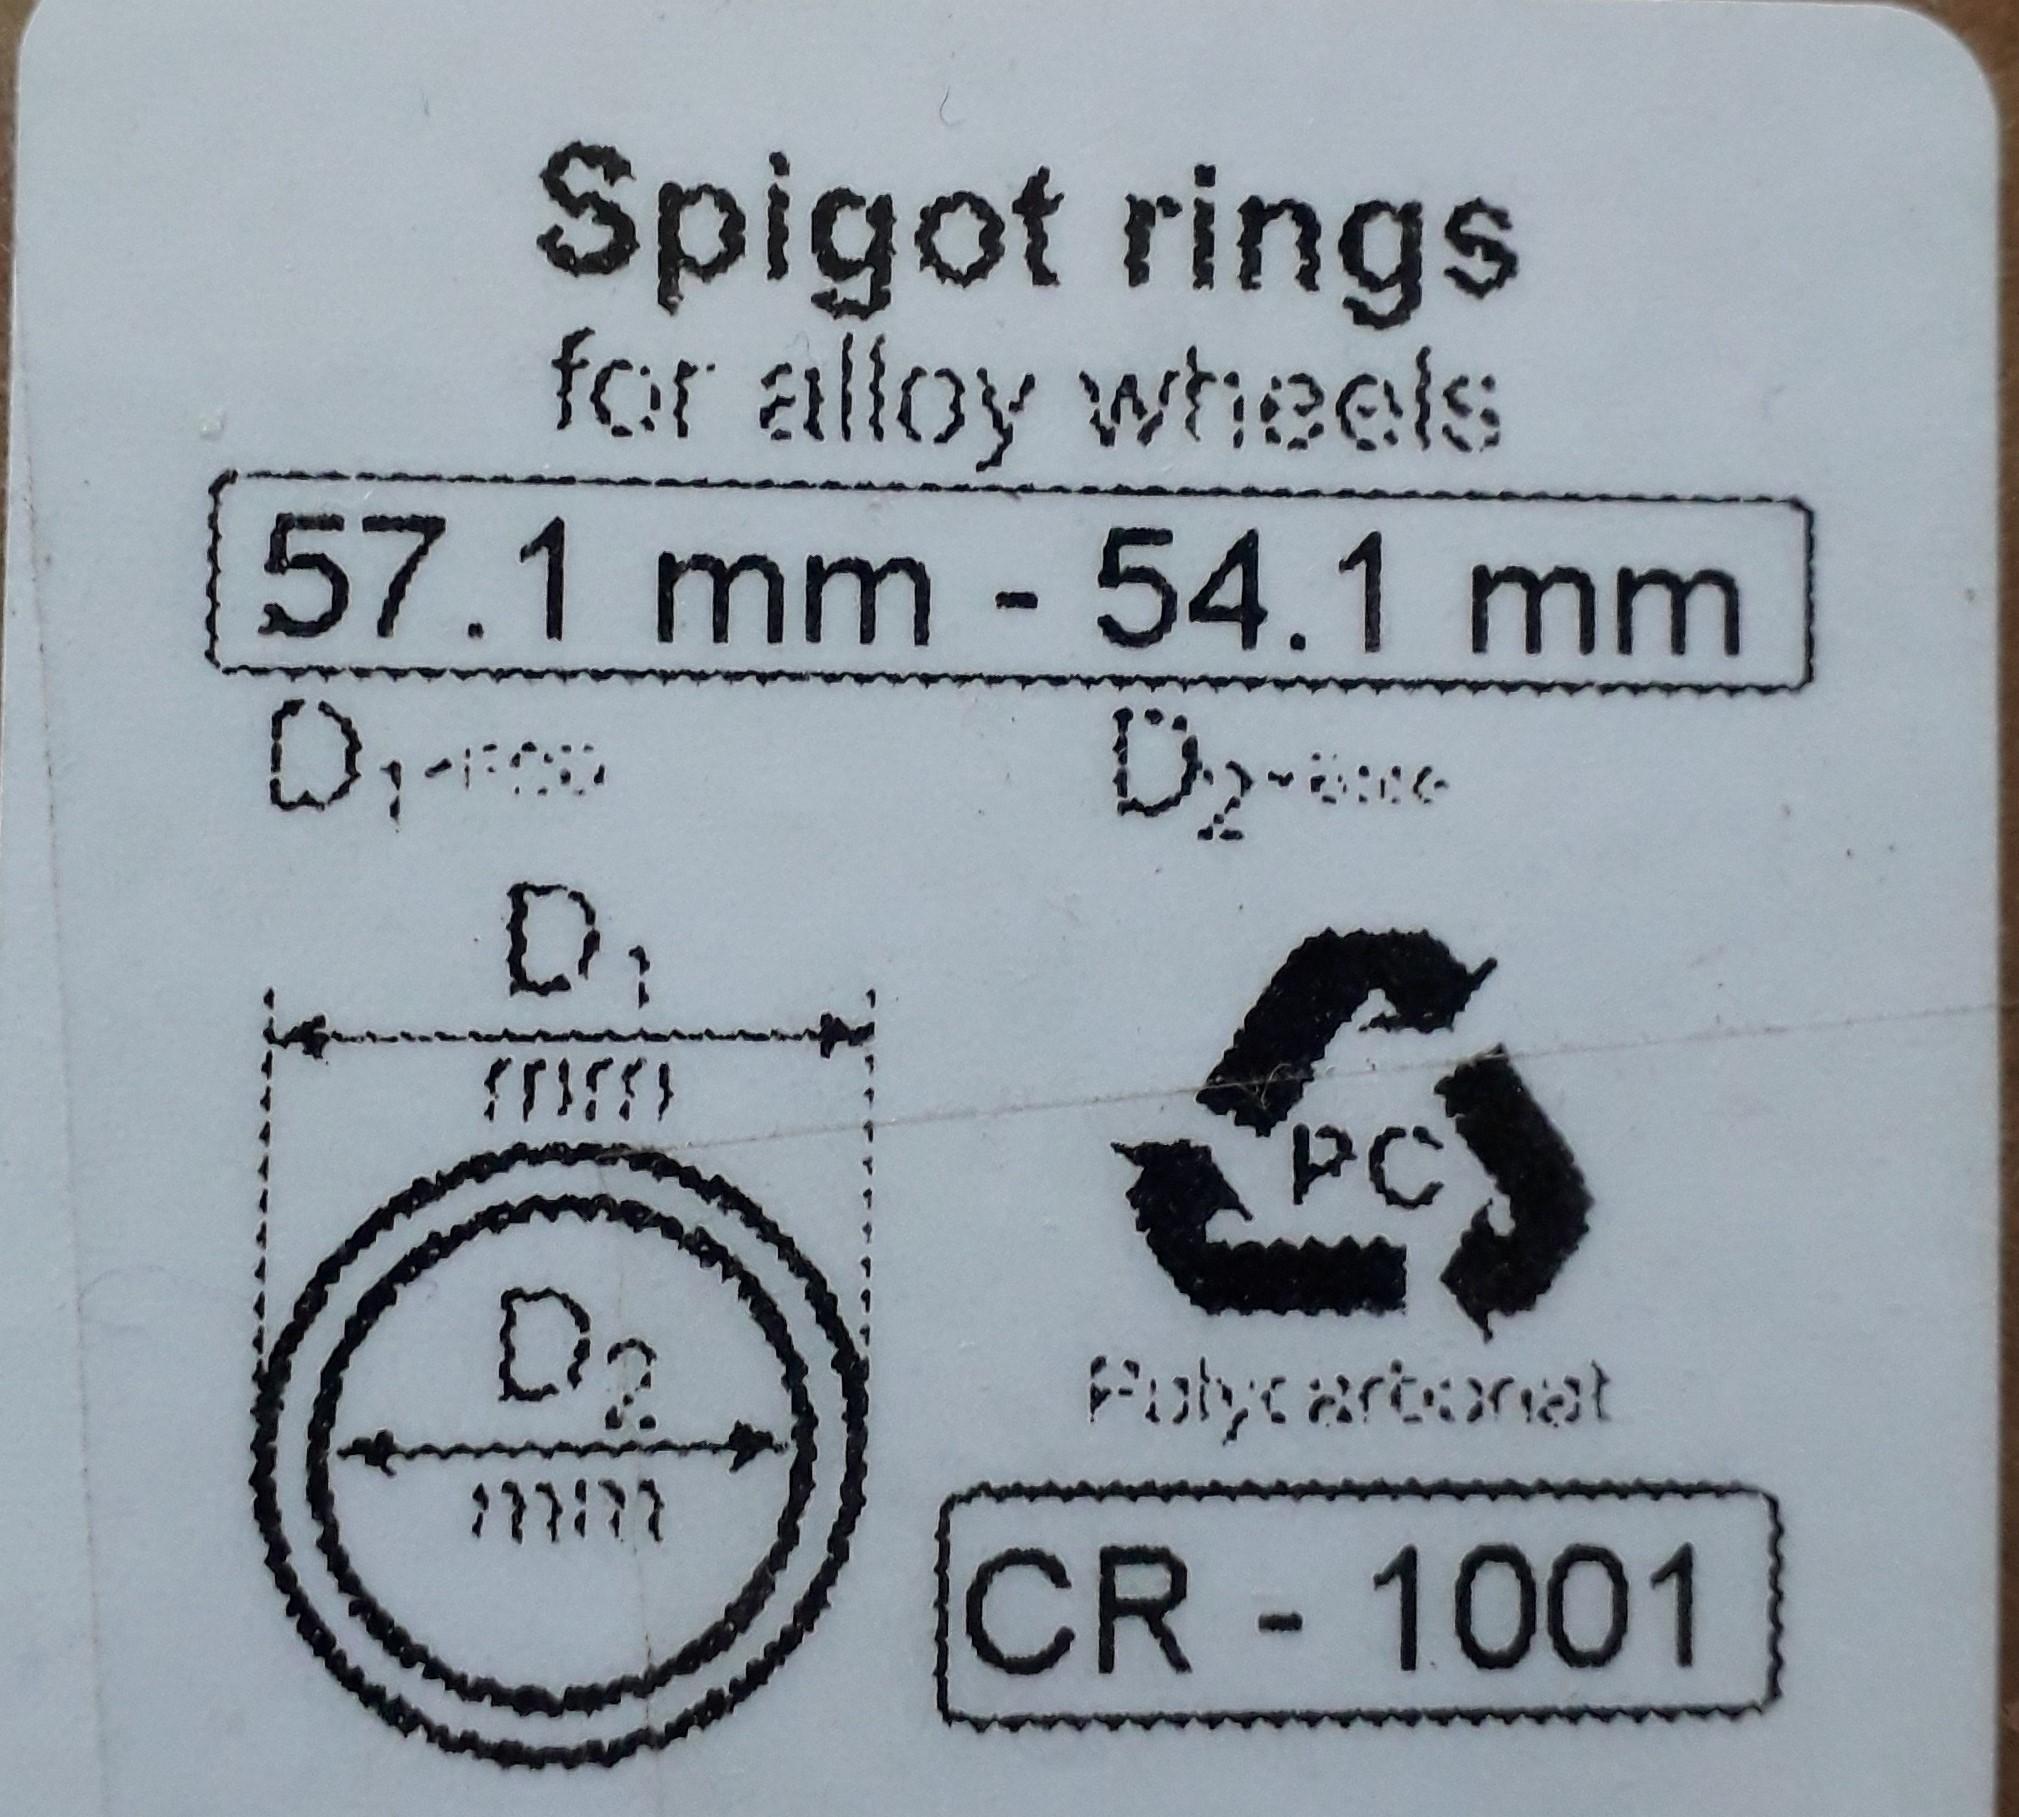 Spigot rings
for alloy wheels
57.1 mm - 54.1 mm
D1- D2-
D1
mm
PC
D2
mm
Polycarbonat
CR - 1001